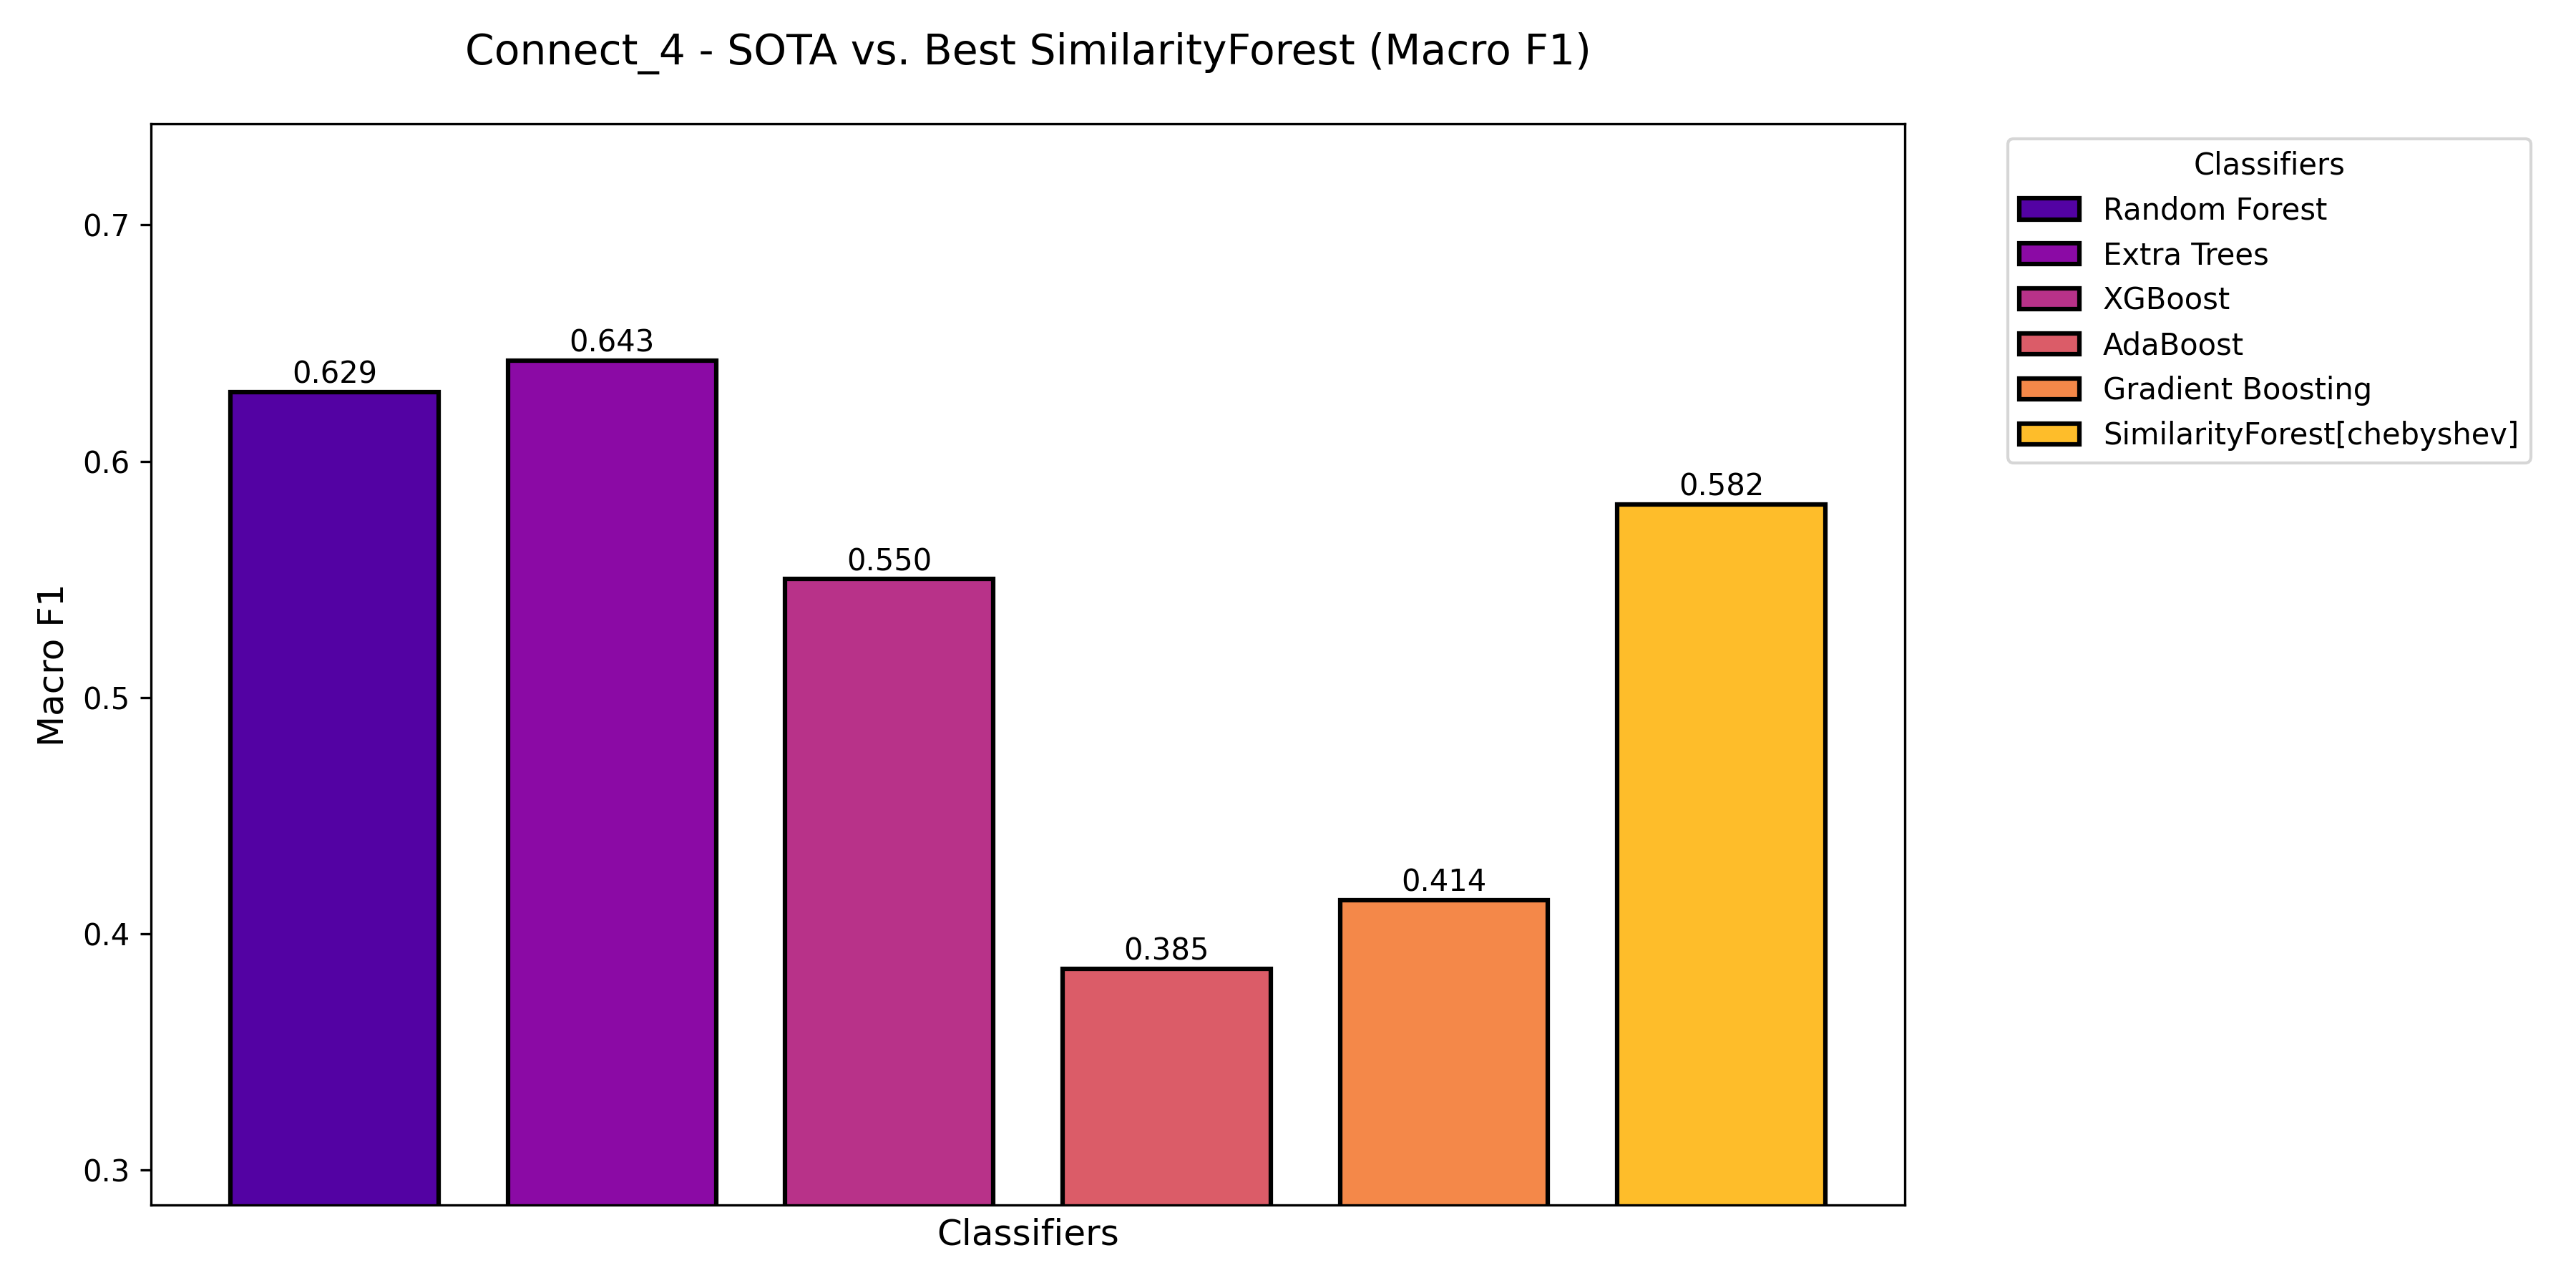 Connect_4 - SOTA vs. Best SimilarityForest (Macro F1)
Macro F1
0.7
0.6
0.5
0.4
0.3
0.629
0.643
0.550
0.385
0.414
0.582
Classifiers
Classifiers
Random Forest
Extra Trees
XGBoost
AdaBoost
Gradient Boosting
SimilarityForest[chebyshev]